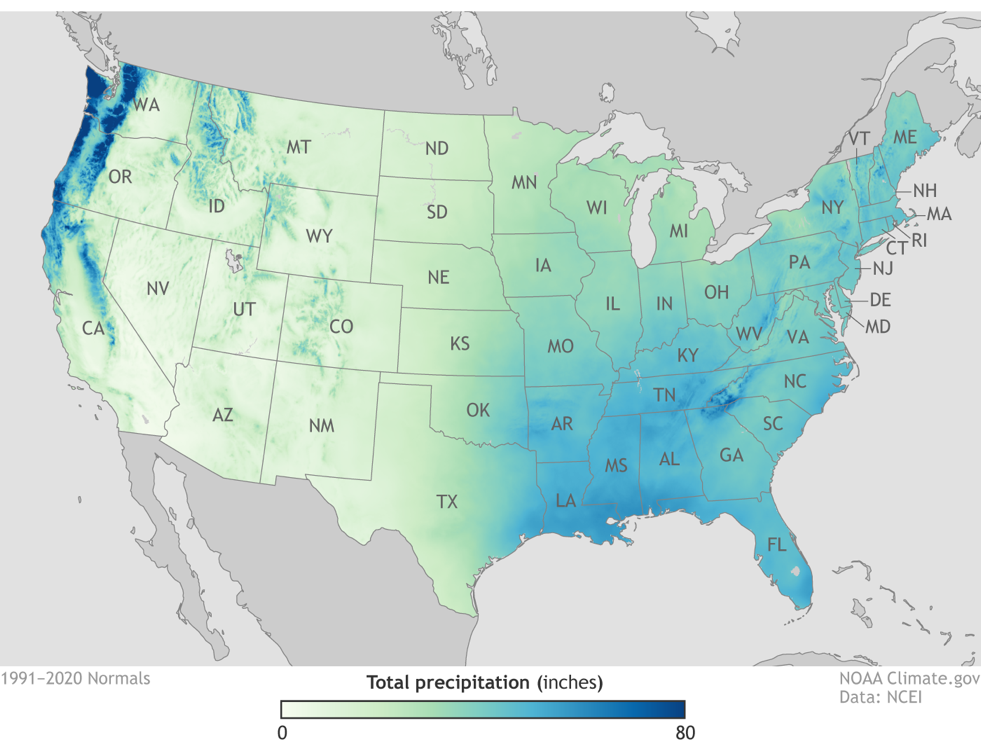 WA
MT
ND
MN
VT
ME
OR
ID
SD
WI
MI
NY
NH
MA
WY
NE
IA
PA
CT
RI
NJ
NV
UT
CO
IL
IN
OH
DE
MD
CA
KS
MO
KY
WV
VA
TN
NC
AZ
NM
OK
AR
SC
TX
LA
MS
AL
GA
FL
1991–2020 Normals
Total precipitation (inches)
0
80
NOAA Climate.gov
Data: NCEI